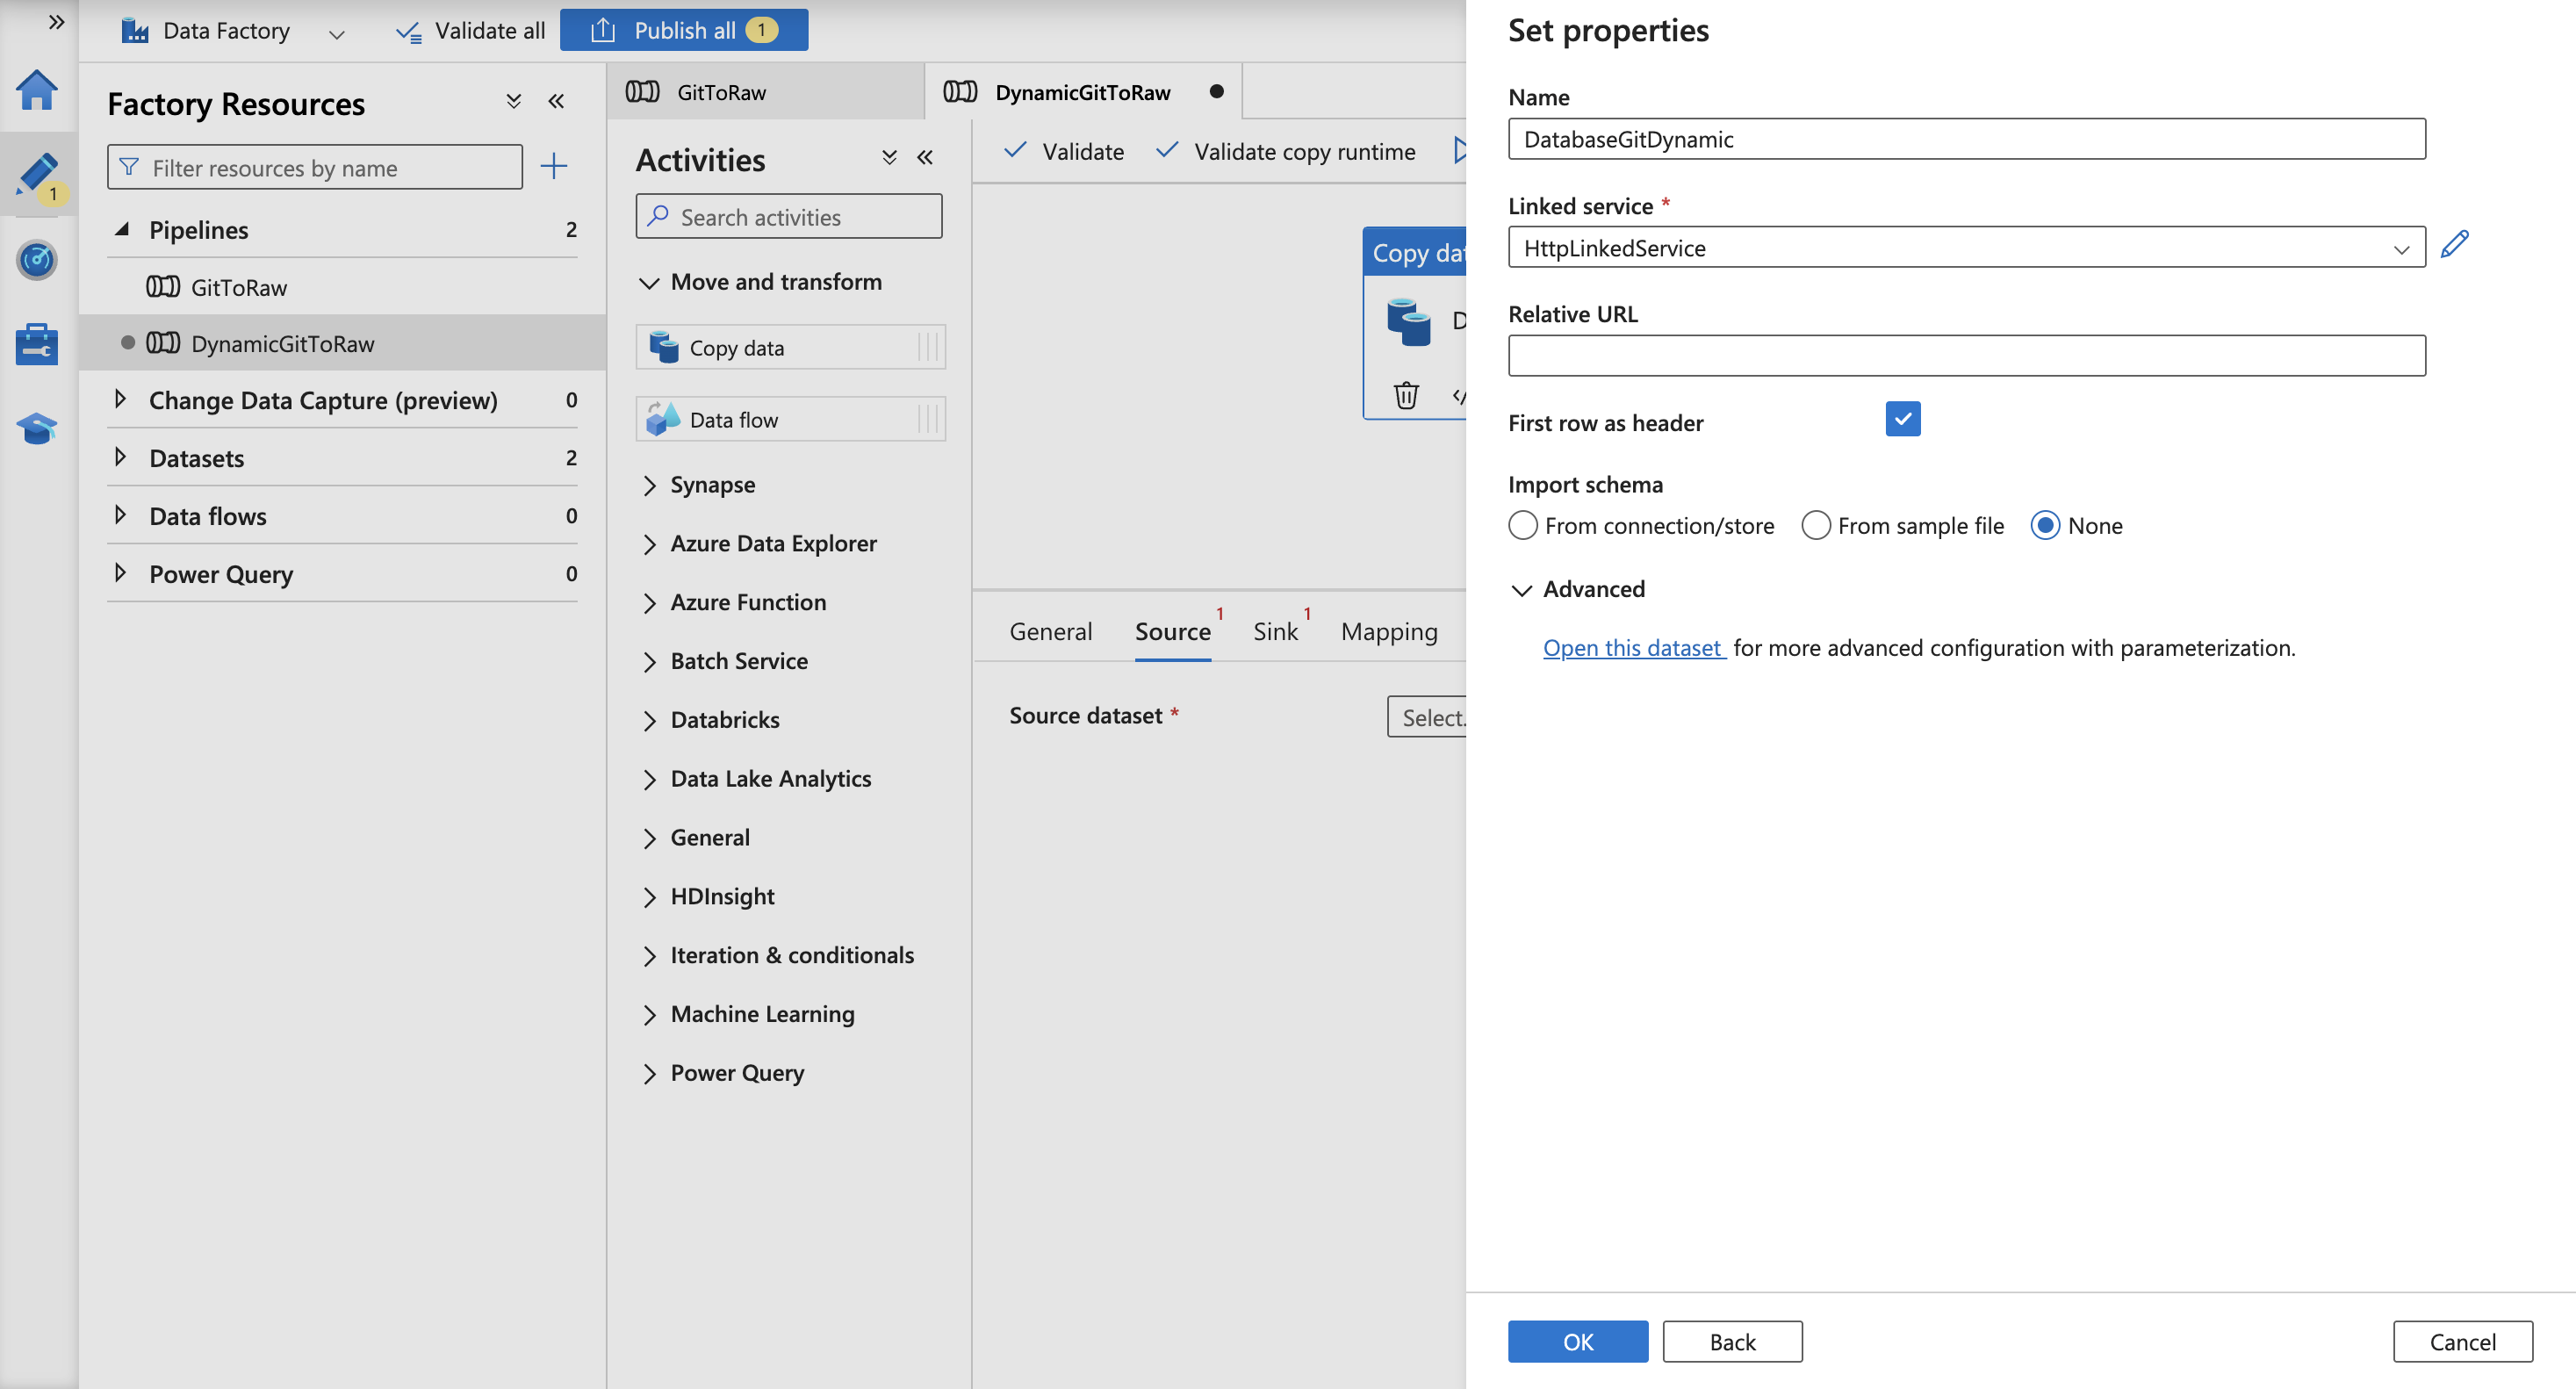 Data Factory
Validate all
Publish all 1
Factory Resources
Filter resources by name
1
Pipelines 2
GitToRaw
DynamicGitToRaw
Change Data Capture (preview) 0
Datasets 2
Data flows 0
Power Query 0
GitToRaw
DynamicGitToRaw
Activities
Search activities
Move and transform
Copy data
Data flow
Synapse
Azure Data Explorer
Azure Function
Batch Service
Databricks
Data Lake Analytics
General
HDInsight
Iteration & conditionals
Machine Learning
Power Query
Validate
Validate copy runtime
Copy dat
D
General
Source 1
Sink 1
Mapping
Source dataset *
Select.
Set properties
Name
DatabaseGitDynamic
Linked service *
HttpLinkedService
Relative URL
First row as header
Import schema
From connection/store
From sample file
None
Advanced
Open this dataset for more advanced configuration with parameterization.
OK
Back
Cancel